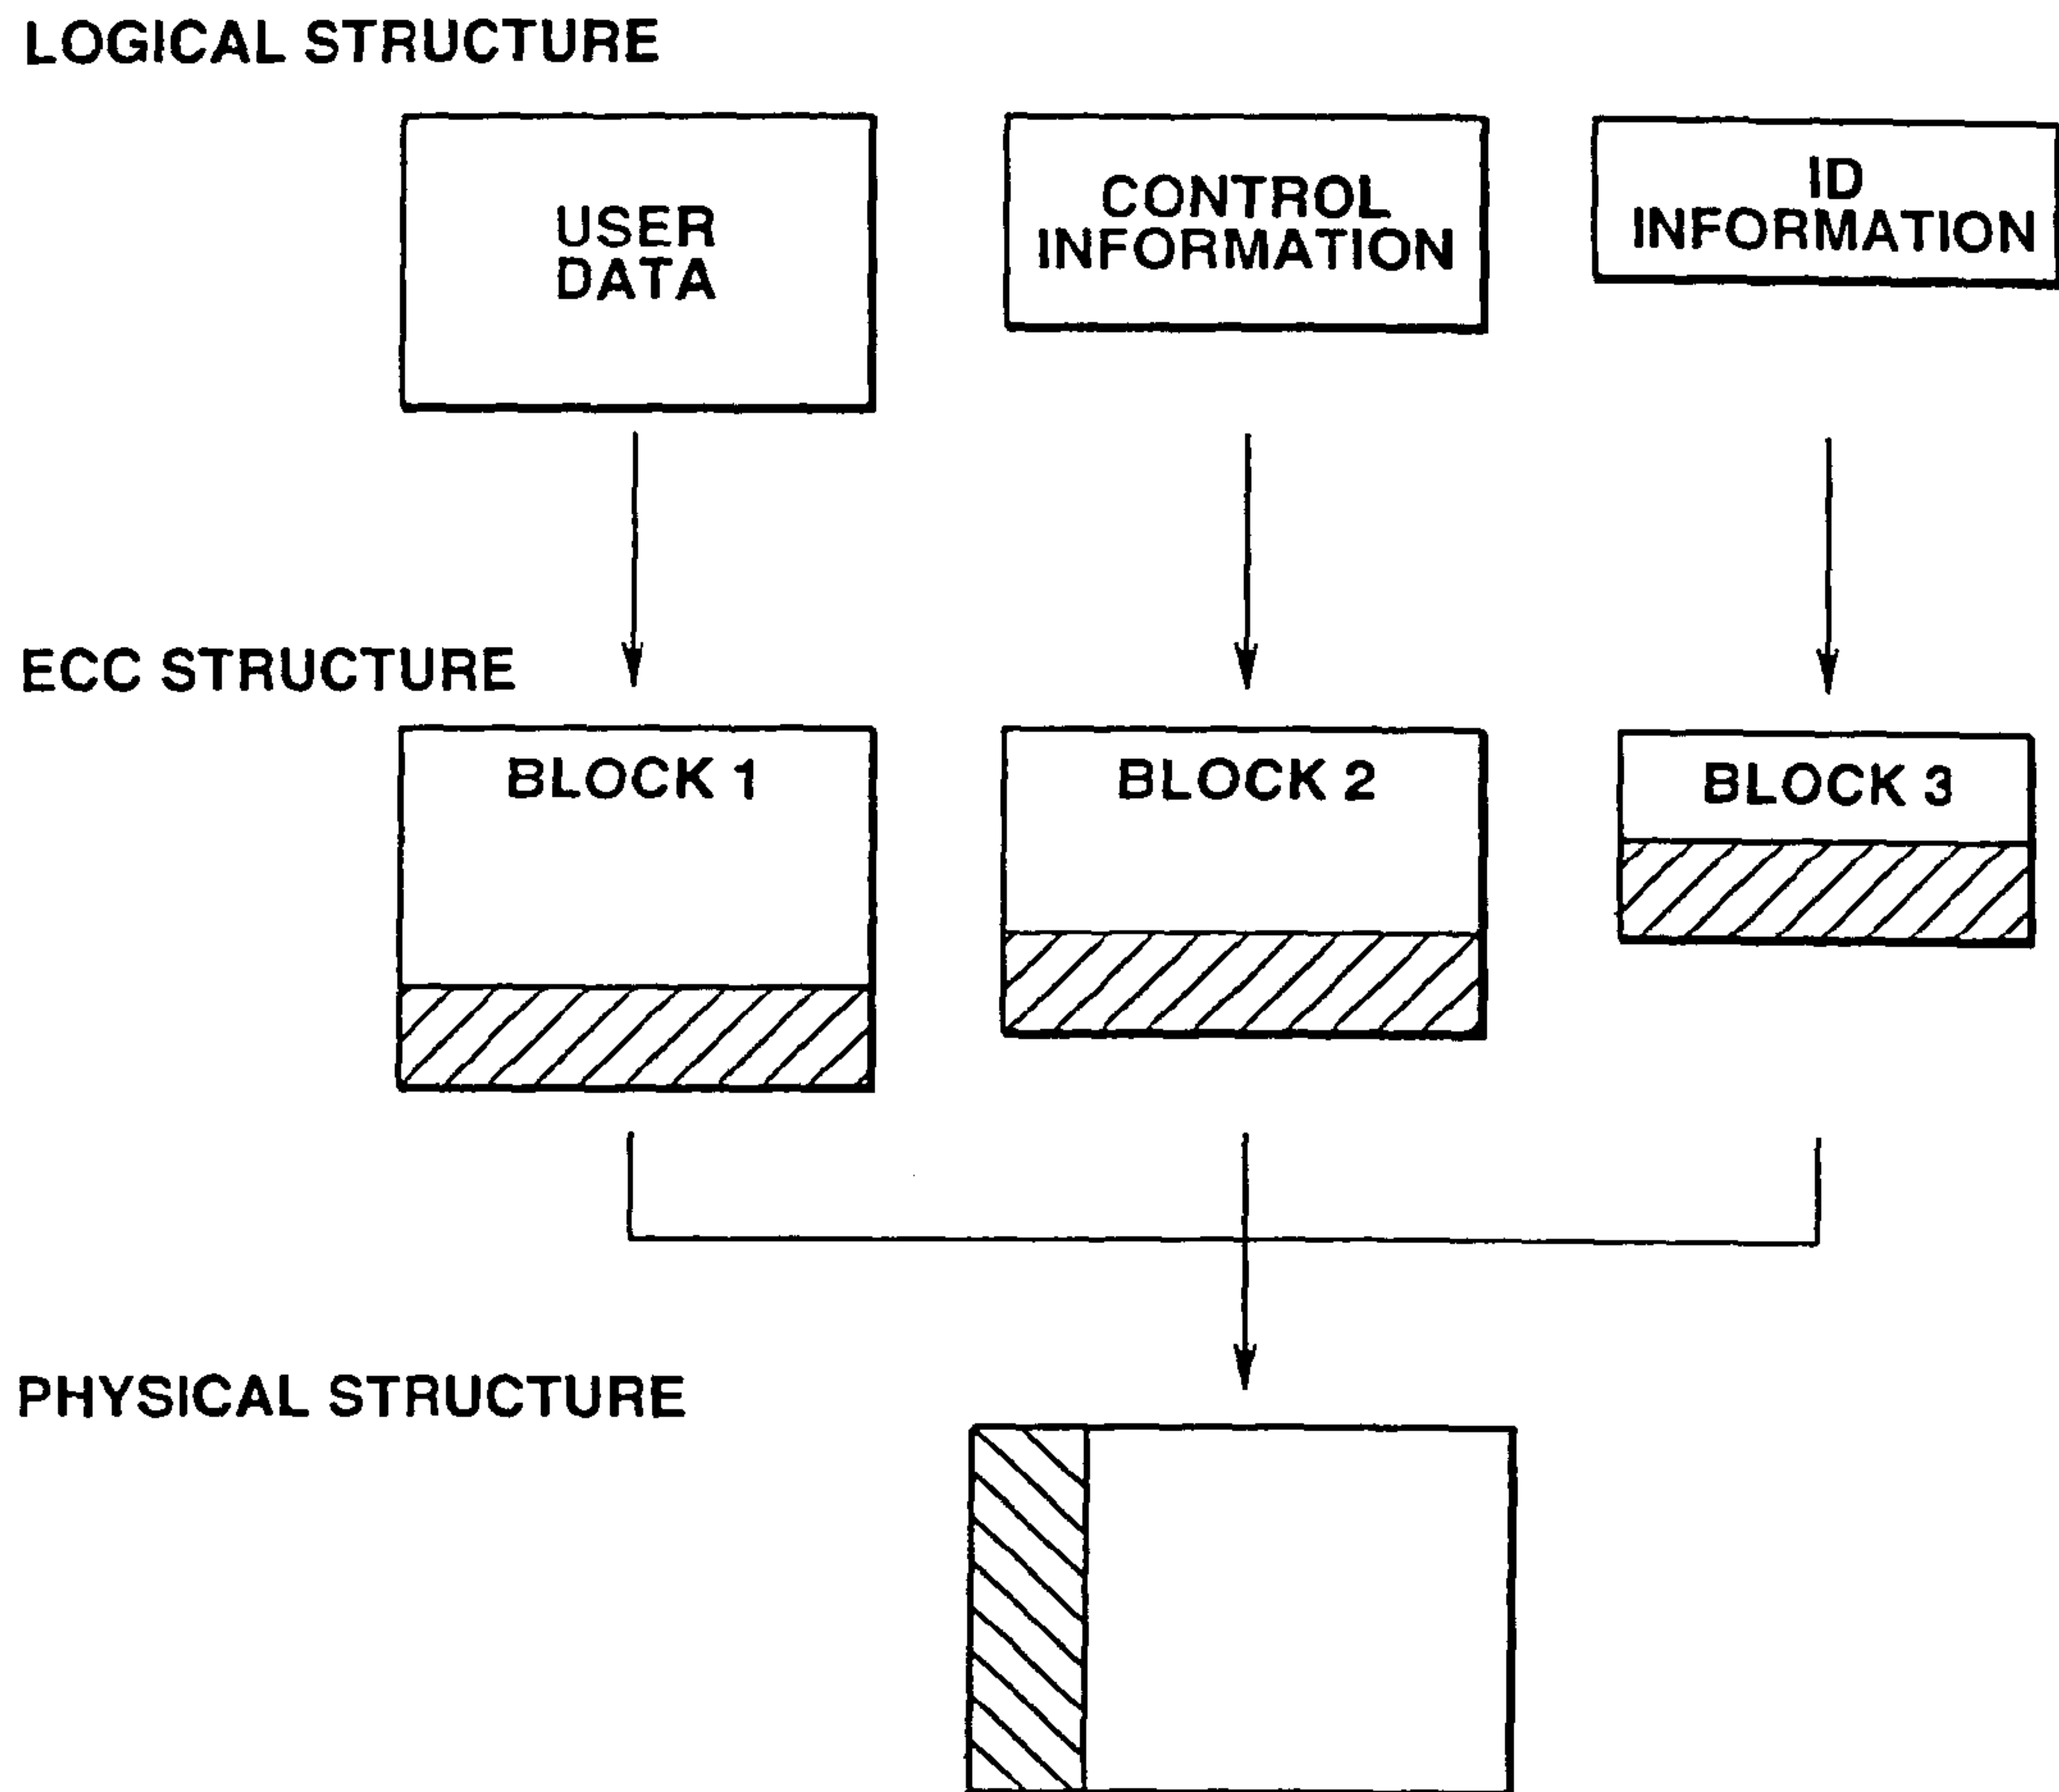 LOGICAL STRUCTURE
USER
DATA
CONTROL
INFORMATION
ID
INFORMATION
ECC STRUCTURE
BLOCK 1
BLOCK 2
BLOCK 3
PHYSICAL STRUCTURE